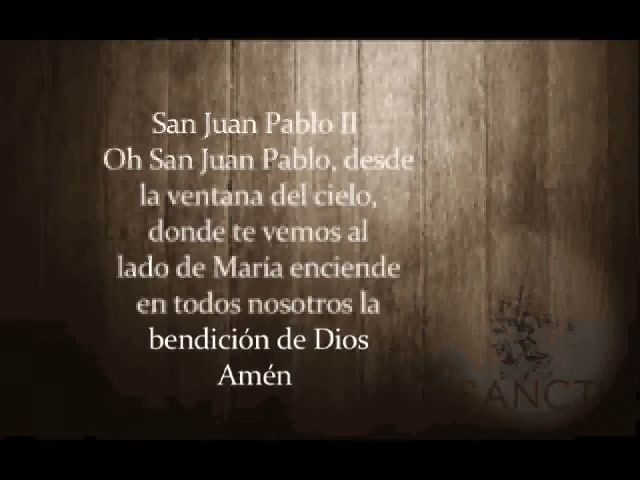 San Juan Pablo II
Oh San Juan Pablo, desde
la ventana del cielo,
donde te vemos al
lado de María enciende
en todos nosotros la
bendición de Dios
Amén
SANCT